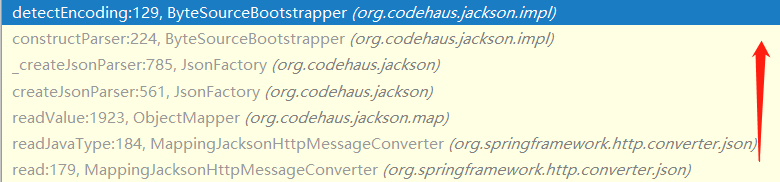 detectEncoding:129, ByteSourceBootstrapper (org.codehaus.jackson.impl)
constructParser:224, ByteSourceBootstrapper (org.codehaus.jackson.impl)
_createJsonParser:785, JsonFactory (org.codehaus.jackson)
createJsonParser:561, JsonFactory (org.codehaus.jackson)
readValue:1923, ObjectMapper (org.codehaus.jackson.map)
readJavaType:184, MappingJacksonHttpMessageConverter (org.springframework.http.converter.json)
read:179, MappingJacksonHttpMessageConverter (org.springframework.http.converter.json)